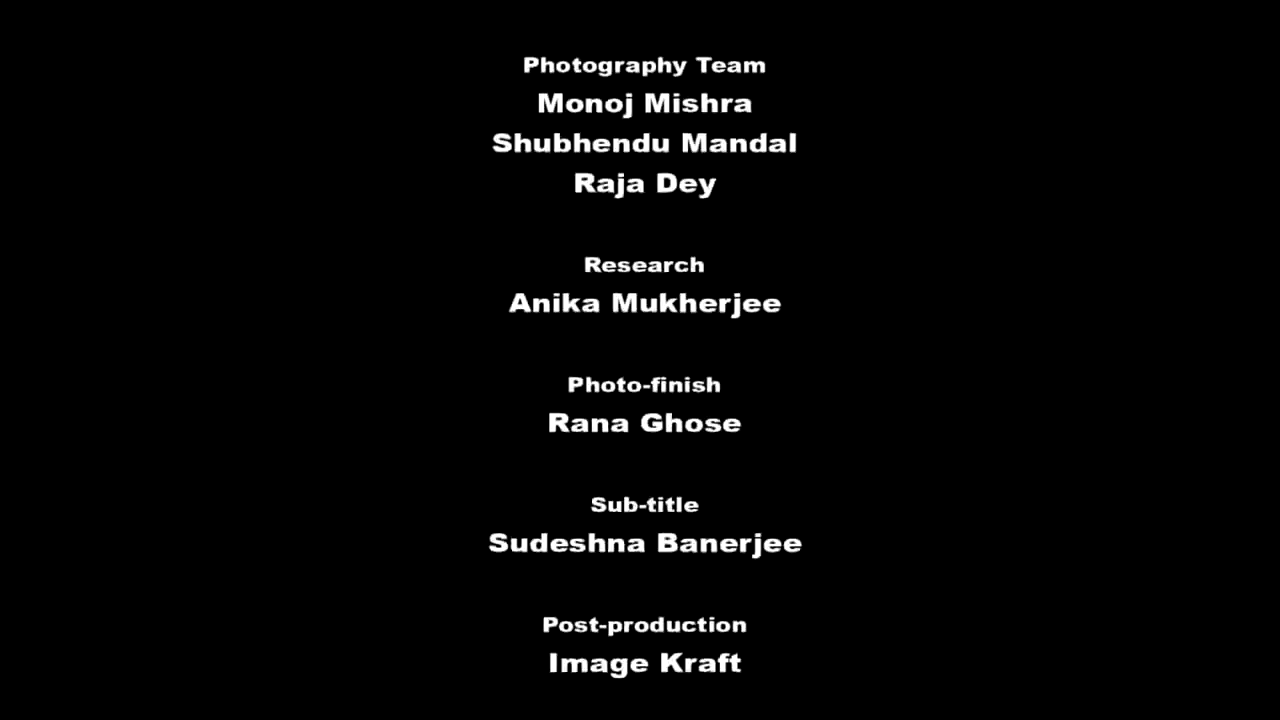 Photography Team
Monoj Mishra
Shubhendu Mandal
Raja Dey
Research
Anika Mukherjee
Photo-finish
Rana Ghose
Sub-title
Sudeshna Banerjee
Post-production
Image Kraft